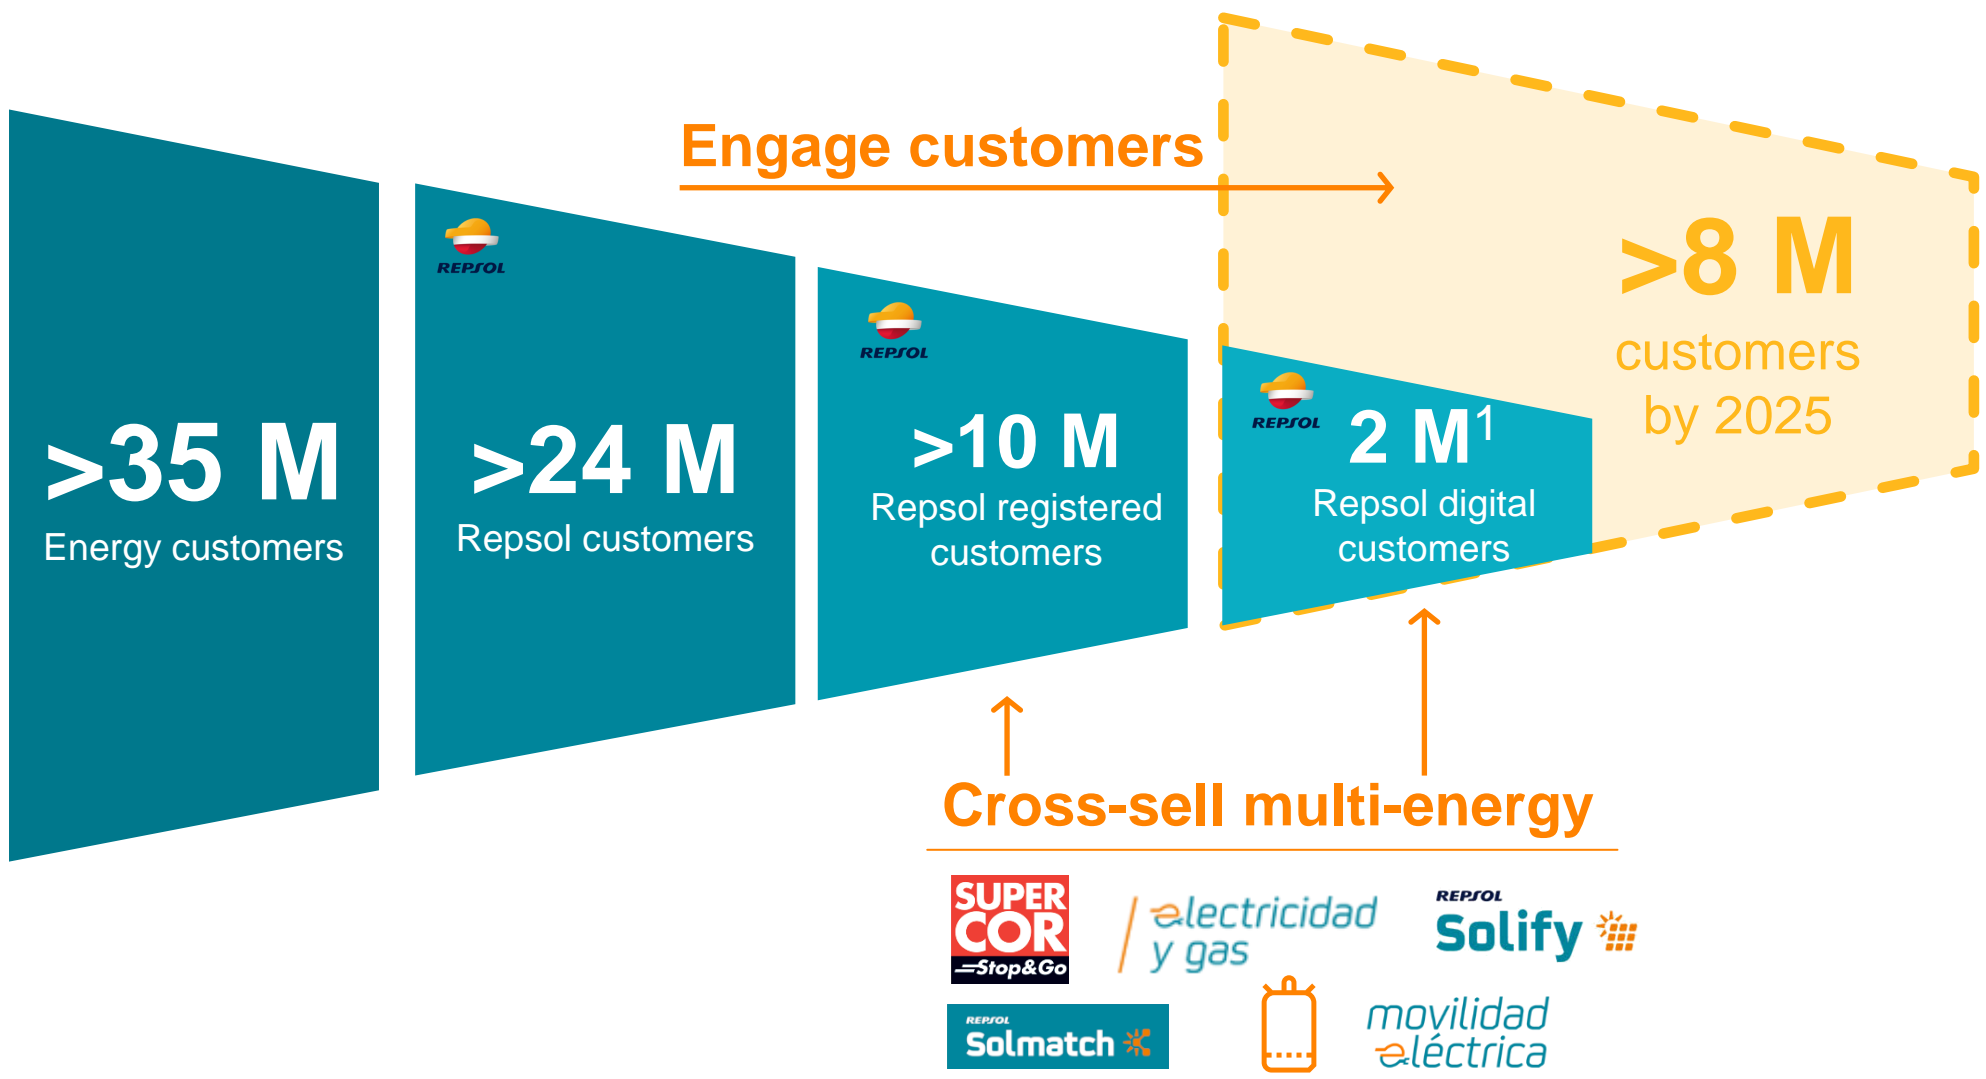 Engage customers
>35 M
Energy customers
REPSOL
>24 M
Repsol customers
REPSOL
>10 M
Repsol registered
customers
REPSOL
2 M¹
Repsol digital
customers
>8 M
customers
by 2025
Cross-sell multi-energy
SUPER
COR
Stop&Go
electricidad
y gas
REPSOL
Solify
REPSOL
Solmatch
movilidad
eléctrica